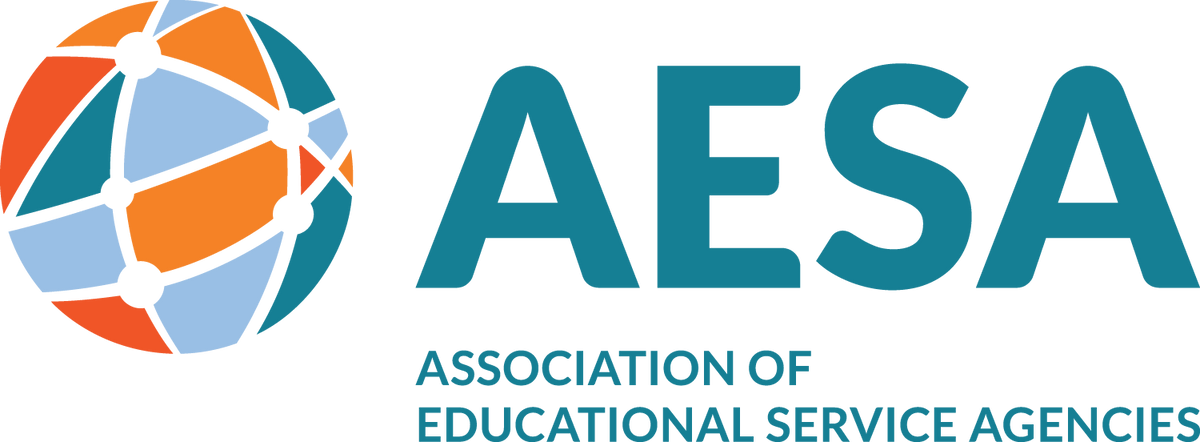 AESA
ASSOCIATION OF
EDUCATIONAL SERVICE AGENCIES